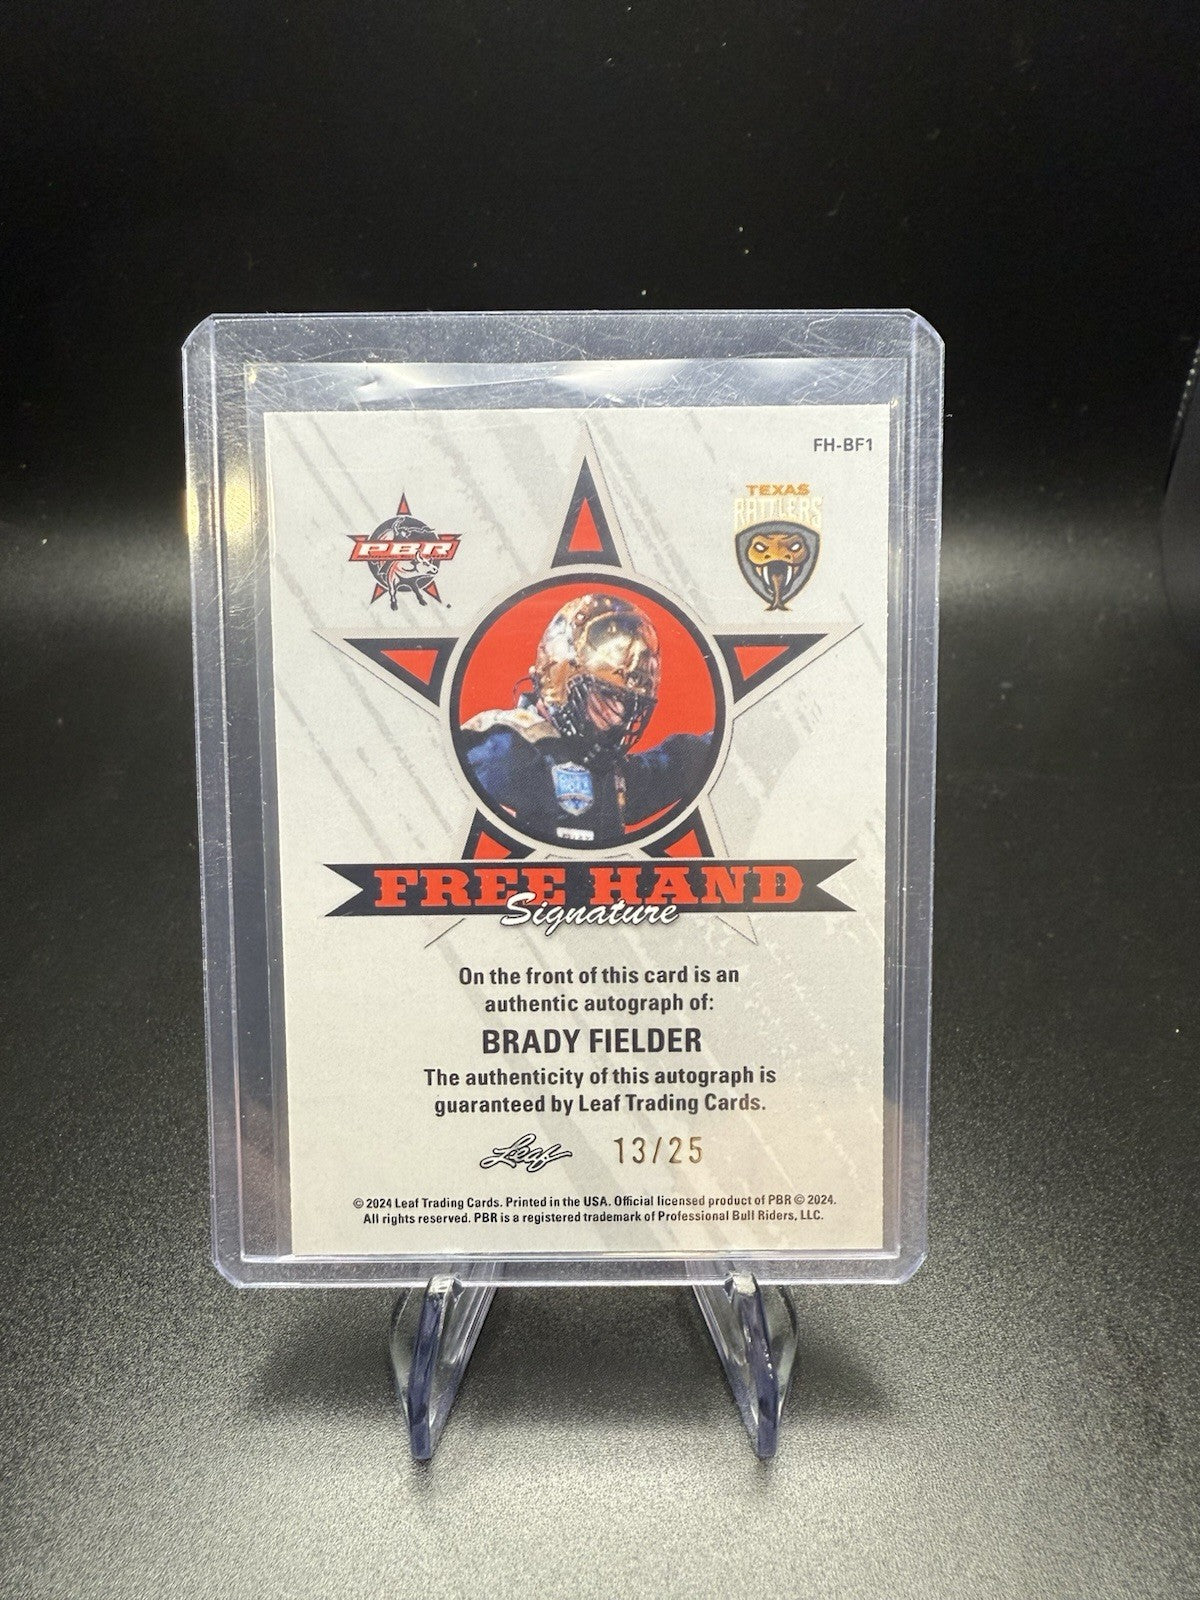 FH-BF1
PBR
TEXAS
RATTLERS
FREE HAND
Signature
On the front of this card is an
authentic autograph of:
BRADY FIELDER
The authenticity of this autograph is
guaranteed by Leaf Trading Cards.
Leaf 13/25
© 2024 Leaf Trading Cards. Printed in the USA. Official licensed product of PBR © 2024.
All rights reserved. PBR is a registered trademark of Professional Bull Riders, LLC.